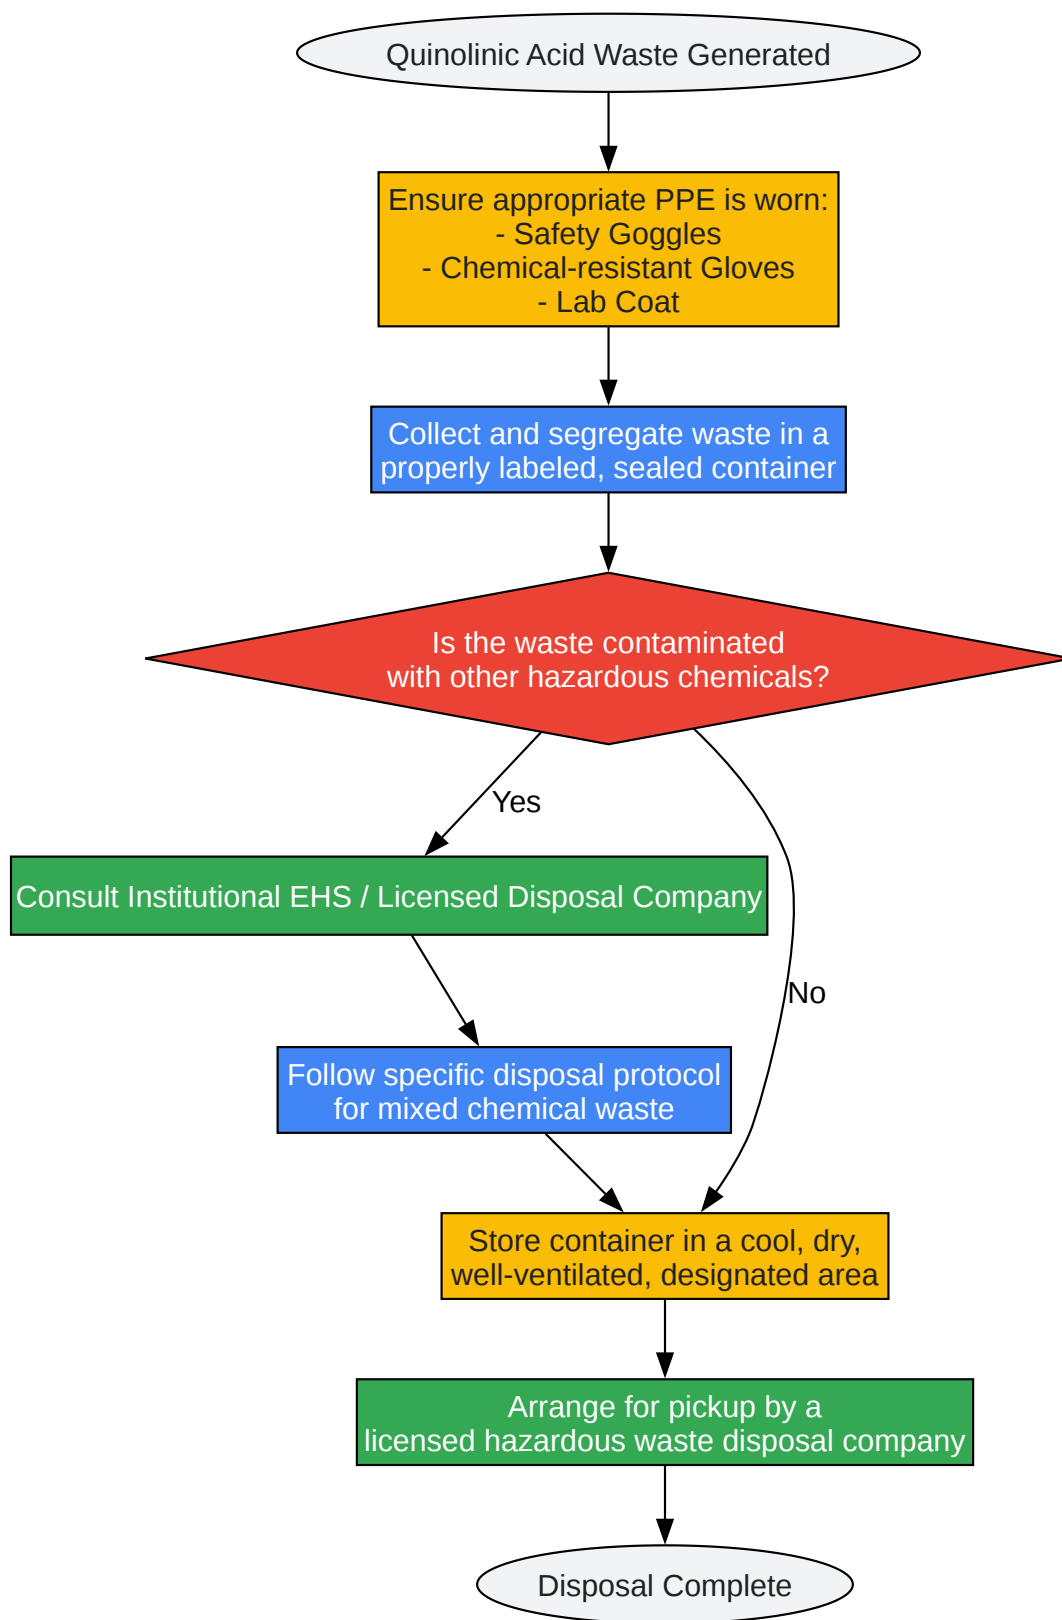 Quinolinic Acid Waste Generated
Ensure appropriate PPE is worn:
- Safety Goggles
- Chemical-resistant Gloves
- Lab Coat
Collect and segregate waste in a
properly labeled, sealed container
Is the waste contaminated
with other hazardous chemicals?
Yes
Consult Institutional EHS / Licensed Disposal Company
No
Follow specific disposal protocol
for mixed chemical waste
Store container in a cool, dry,
well-ventilated, designated area
Arrange for pickup by a
licensed hazardous waste disposal company
Disposal Complete